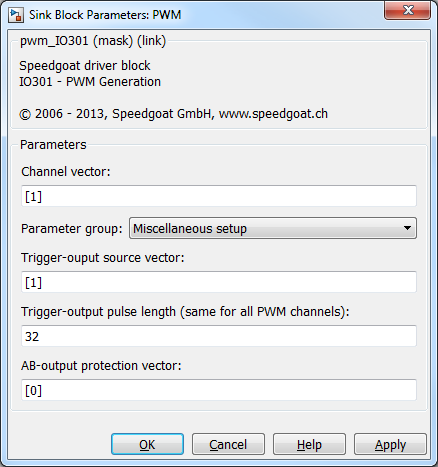 Sink Block Parameters: PWM
pwm_IO301 (mask) (link)
Speedgoat driver block
IO301 - PWM Generation
© 2006 - 2013, Speedgoat GmbH, www.speedgoat.ch
Parameters
Channel vector:
[1]
Parameter group: Miscellaneous setup
Trigger-ouput source vector:
[1]
Trigger-output pulse length (same for all PWM channels):
32
AB-output protection vector:
[0]
OK Cancel Help Apply